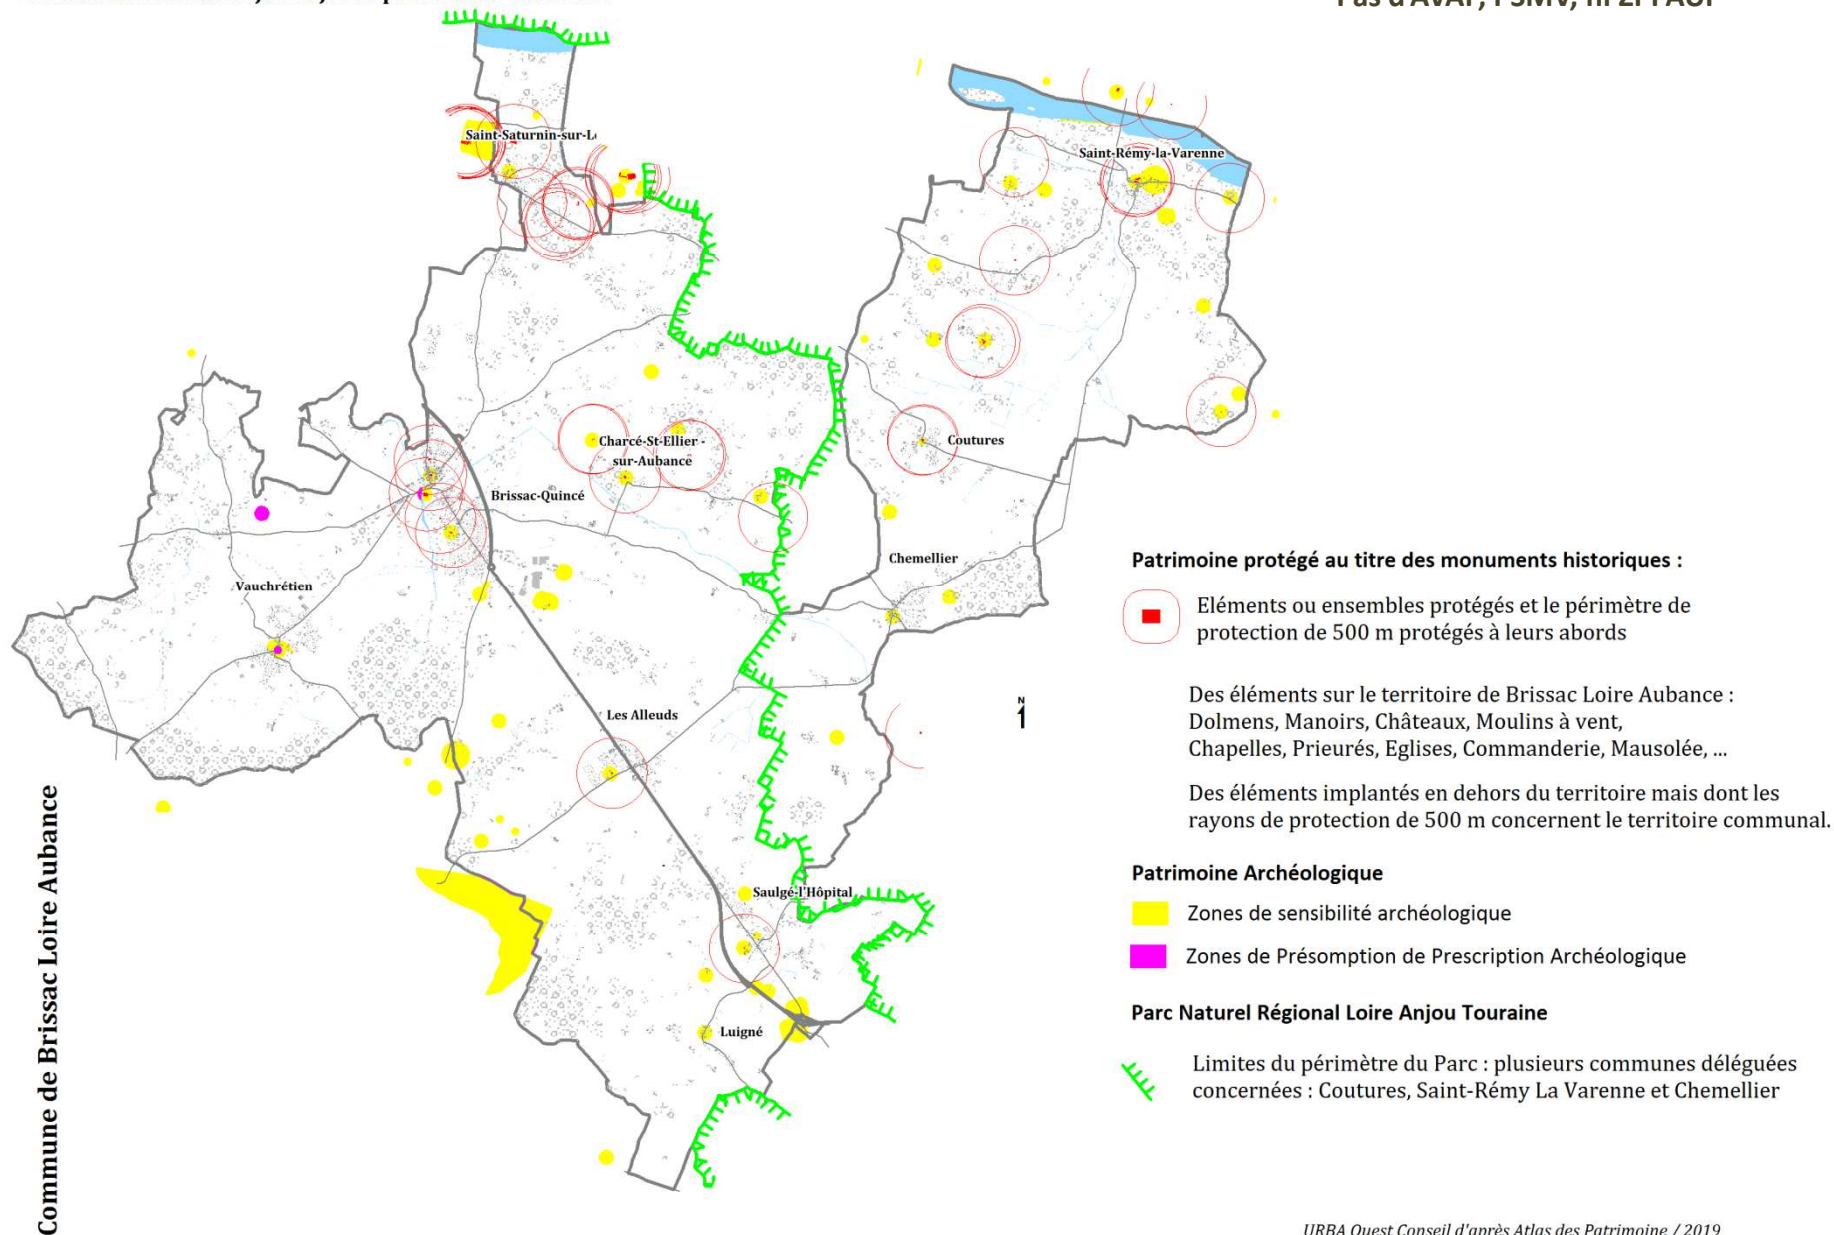 Pas d'AVAP, PSMV, ni ZPPAUP
Saint-Saturnin-sur-L
Saint-Rémy-la-Varenne
Charcé-St-Ellier -
sur-Aubance
Coutures
Brissac-Quincé
Chemellier
Vauchrétien
Les Alleuds
Saulgé-l'Hôpital
Luigné
N
Commune de Brissac Loire Aubance
Patrimoine protégé au titre des monuments historiques :
Eléments ou ensembles protégés et le périmètre de
protection de 500 m protégés à leurs abords
Des éléments sur le territoire de Brissac Loire Aubance :
Dolmens, Manoirs, Châteaux, Moulins à vent,
Chapelles, Prieurés, Eglises, Commanderie, Mausolée, ...
Des éléments implantés en dehors du territoire mais dont les
rayons de protection de 500 m concernent le territoire communal.
Patrimoine Archéologique
Zones de sensibilité archéologique
Zones de Présomption de Prescription Archéologique
Parc Naturel Régional Loire Anjou Touraine
Limites du périmètre du Parc : plusieurs communes déléguées
concernées : Coutures, Saint-Rémy La Varenne et Chemellier
URBA Ouest Conseil d'après Atlas des Patrimoine / 2019